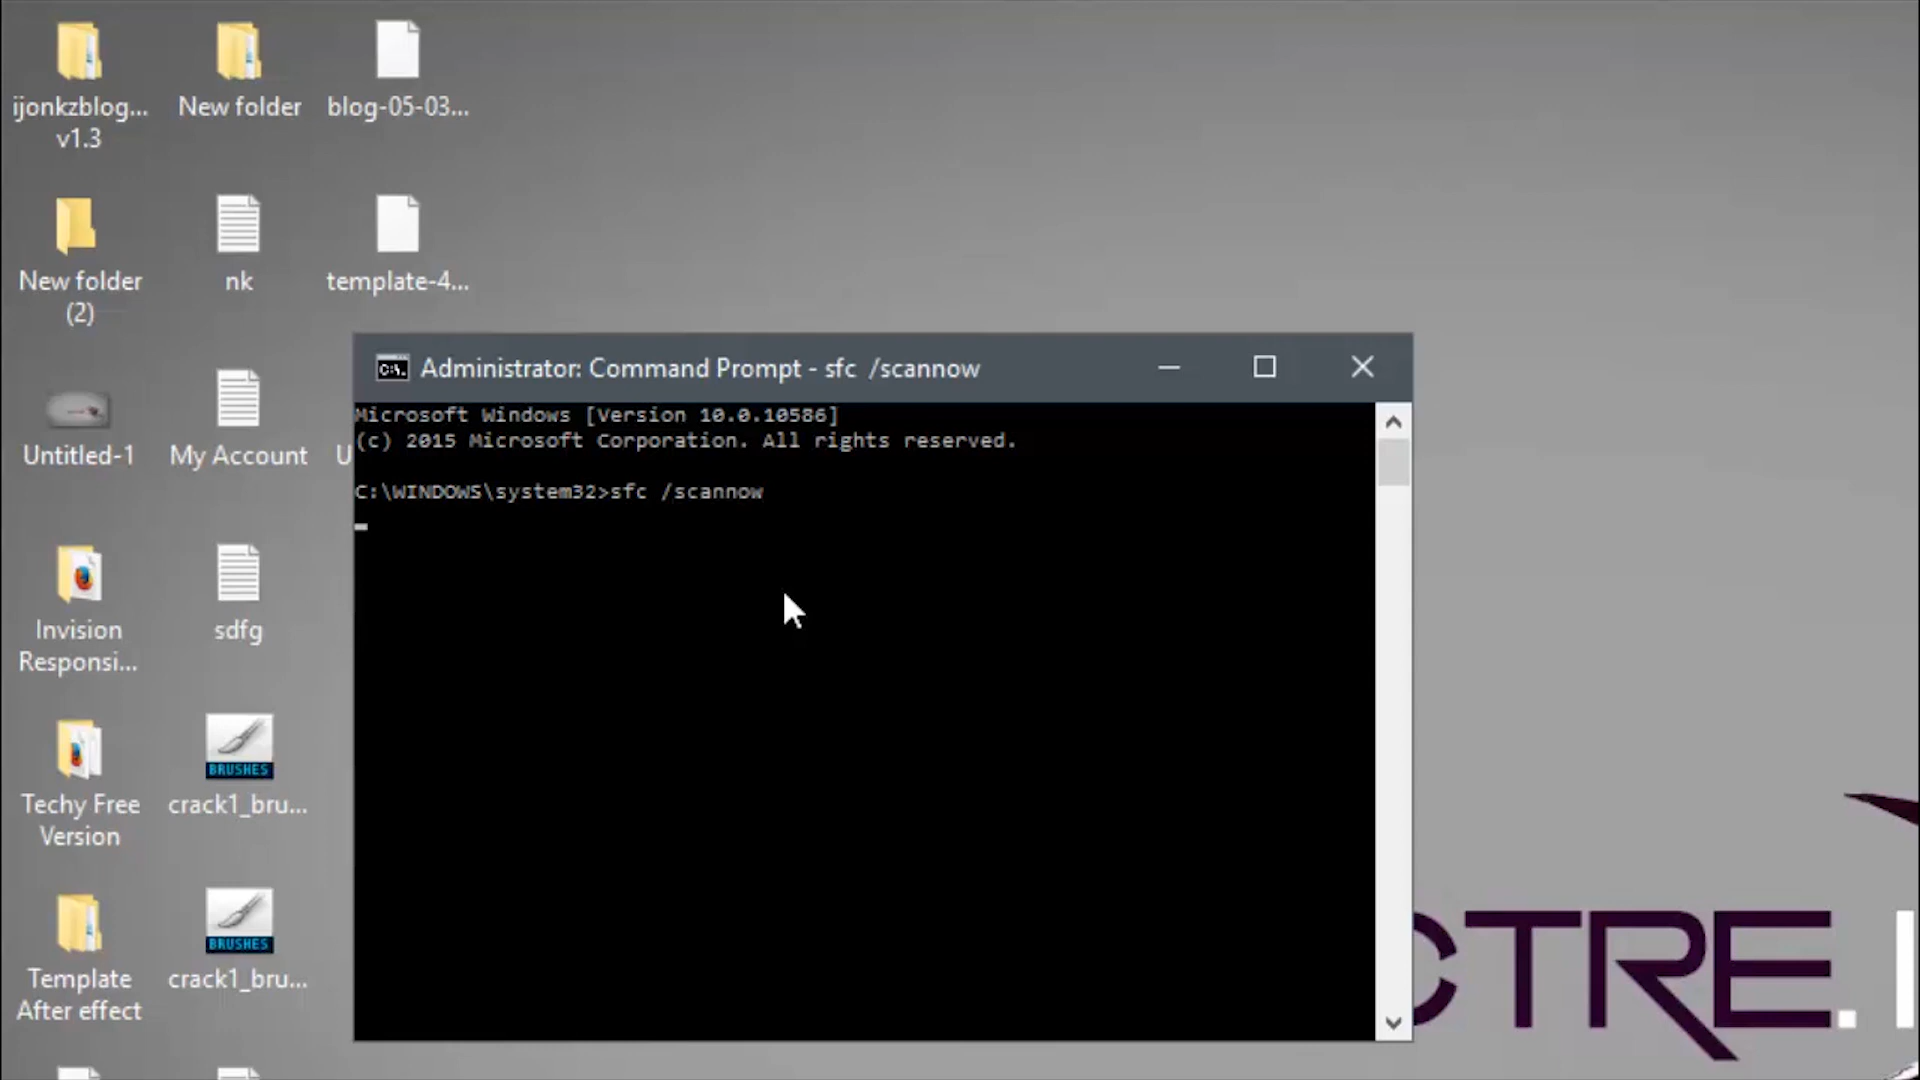 ijonkzblog...
v1.3
New folder
blog-05-03...
New folder
(2)
nk
template-4...
Untitled-1
My Account
U
Invision
Responsi...
sdfg
Techy Free
Version
BRUSHES
crack1_bru...
Template
After effect
BRUSHES
crack1_bru...
C:\.
Administrator: Command Prompt - sfc /scannow
Microsoft Windows [Version 10.0.10586]
(c) 2015 Microsoft Corporation. All rights reserved.
C:\WINDOWS\system32>sfc /scannow
CTRE.I